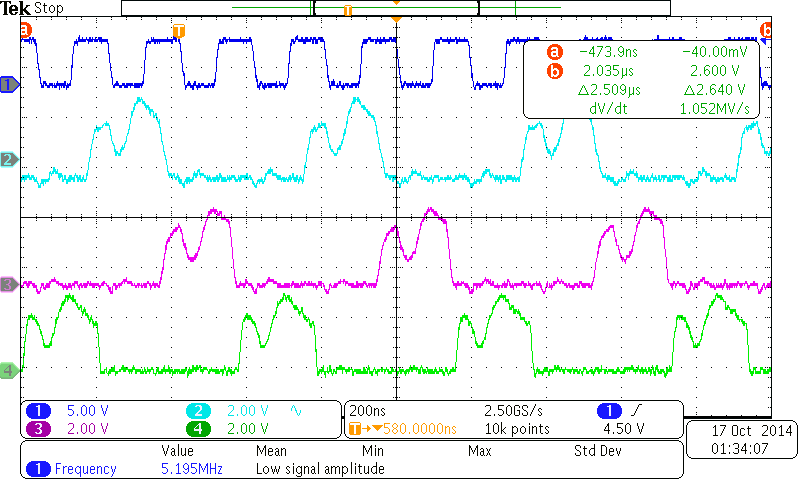 Tek Stop
T
a
T
b
a −473.9ns −40.00mV
b 2.035µs 2.600 V
Δ2.509µs Δ2.640 V
dV/dt 1.052MV/s
1
2
3
4
1 5.00 V 2 2.00 V
3 2.00 V 4 2.00 V
200ns 2.50GS/s
T→▼580.0000ns 10k points
1 4.50 V
17 Oct 2014
01:34:07
Value Mean Min Max Std Dev
1 Frequency 5.195MHz Low signal amplitude